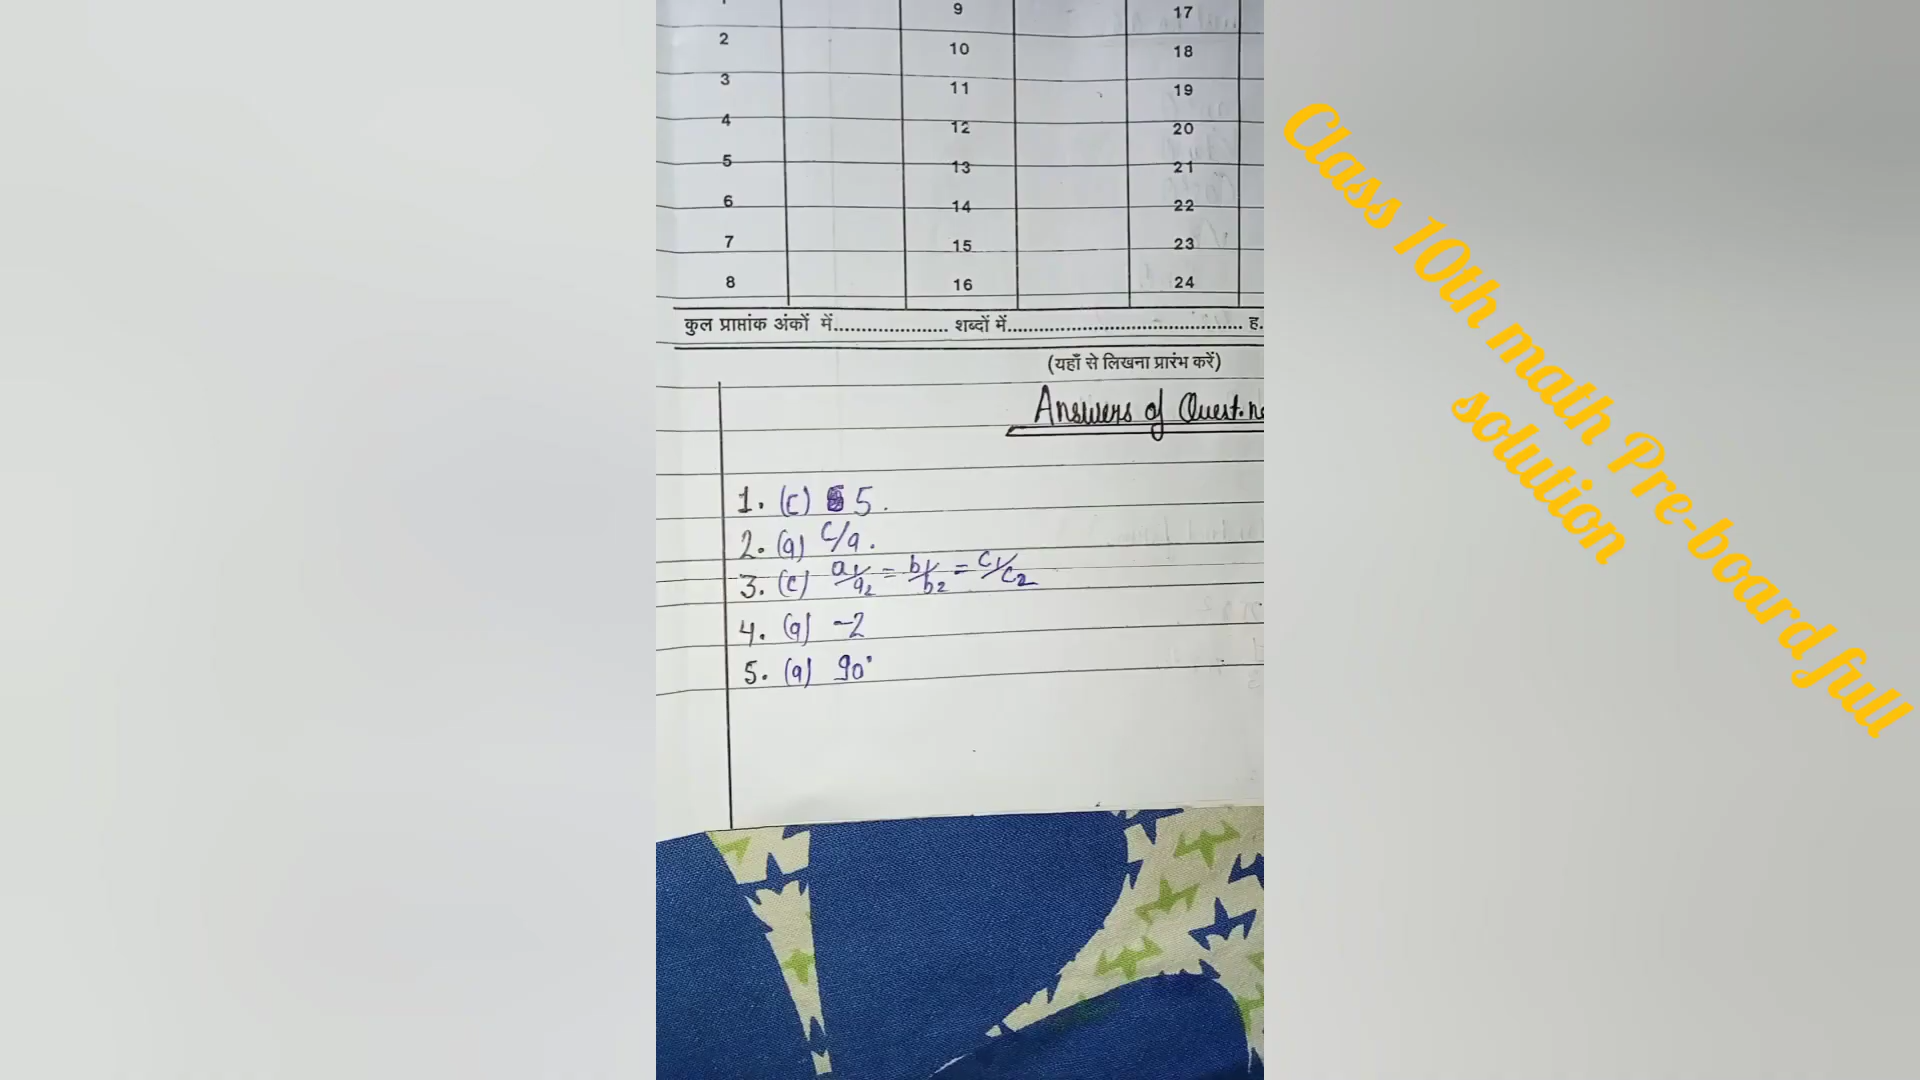 9 17
2 10 18
3 11 19
4 12 20
5 13 21
6 14 22
7 15 23
8 16 24
कुल प्राप्तांक अंकों में..................... शब्दों में.......................................... ह.
(यहाँ से लिखना प्रारंभ करें)
Answers of Quest.no
1. (c) 5.
2. (a) c/a.
3. (c) a1/a2 = b1/b2 = c1/c2
4. (a) -2
5. (a) 90°
Class 10th math Pre-board full
solution